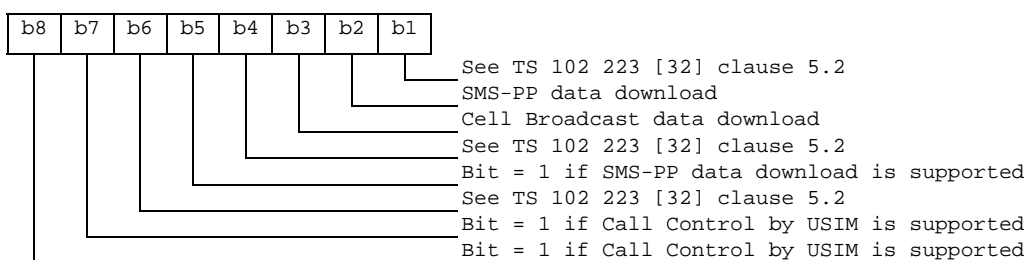 b8 b7 b6 b5 b4 b3 b2 b1
See TS 102 223 [32] clause 5.2
SMS-PP data download
Cell Broadcast data download
See TS 102 223 [32] clause 5.2
Bit = 1 if SMS-PP data download is supported
See TS 102 223 [32] clause 5.2
Bit = 1 if Call Control by USIM is supported
Bit = 1 if Call Control by USIM is supported